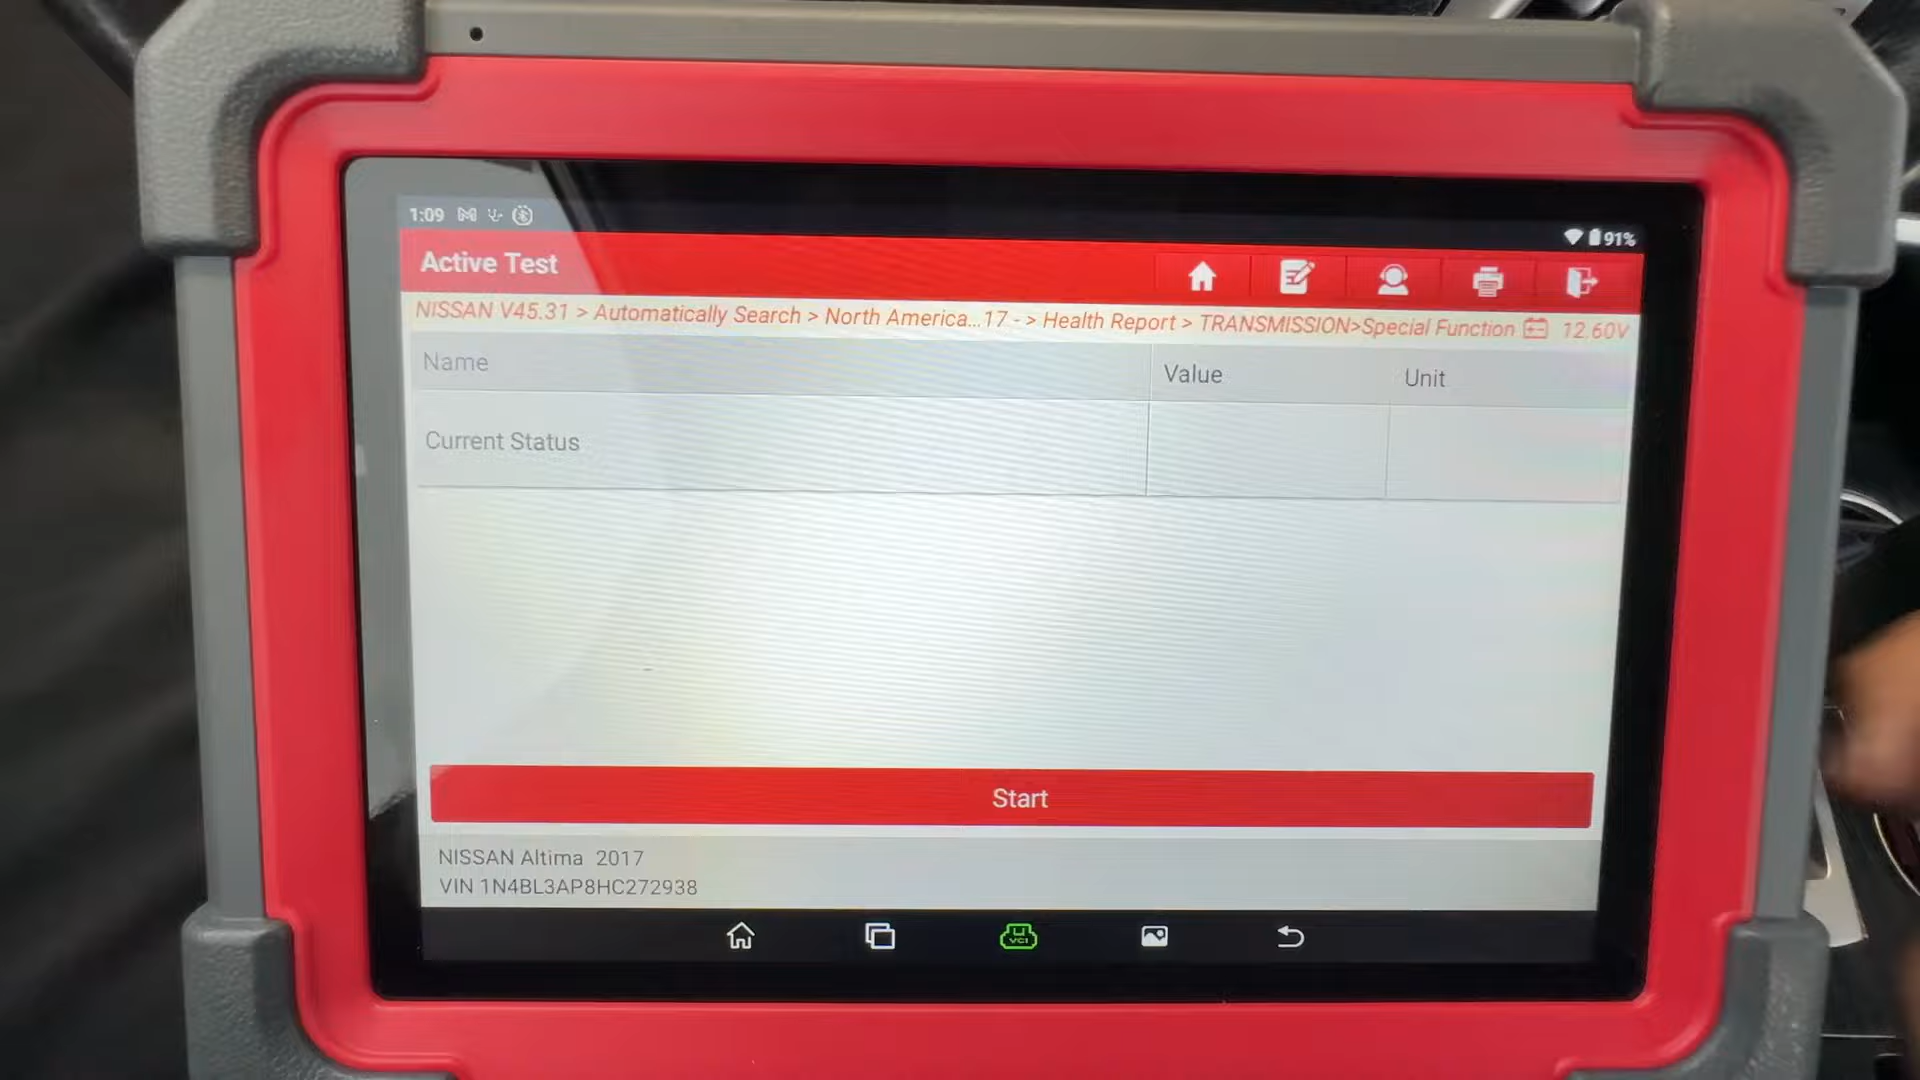 1:09
91%
Active Test
NISSAN V45.31 > Automatically Search > North America...17 - > Health Report > TRANSMISSION>Special Function 12.60V
Name Value Unit
Current Status
Start
NISSAN Altima 2017
VIN 1N4BL3AP8HC272938
VCI